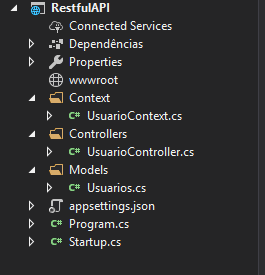 RestfulAPI
Connected Services
Dependências
Properties
wwwroot
Context
C# UsuarioContext.cs
Controllers
C# UsuarioController.cs
Models
C# Usuarios.cs
appsettings.json
C# Program.cs
C# Startup.cs